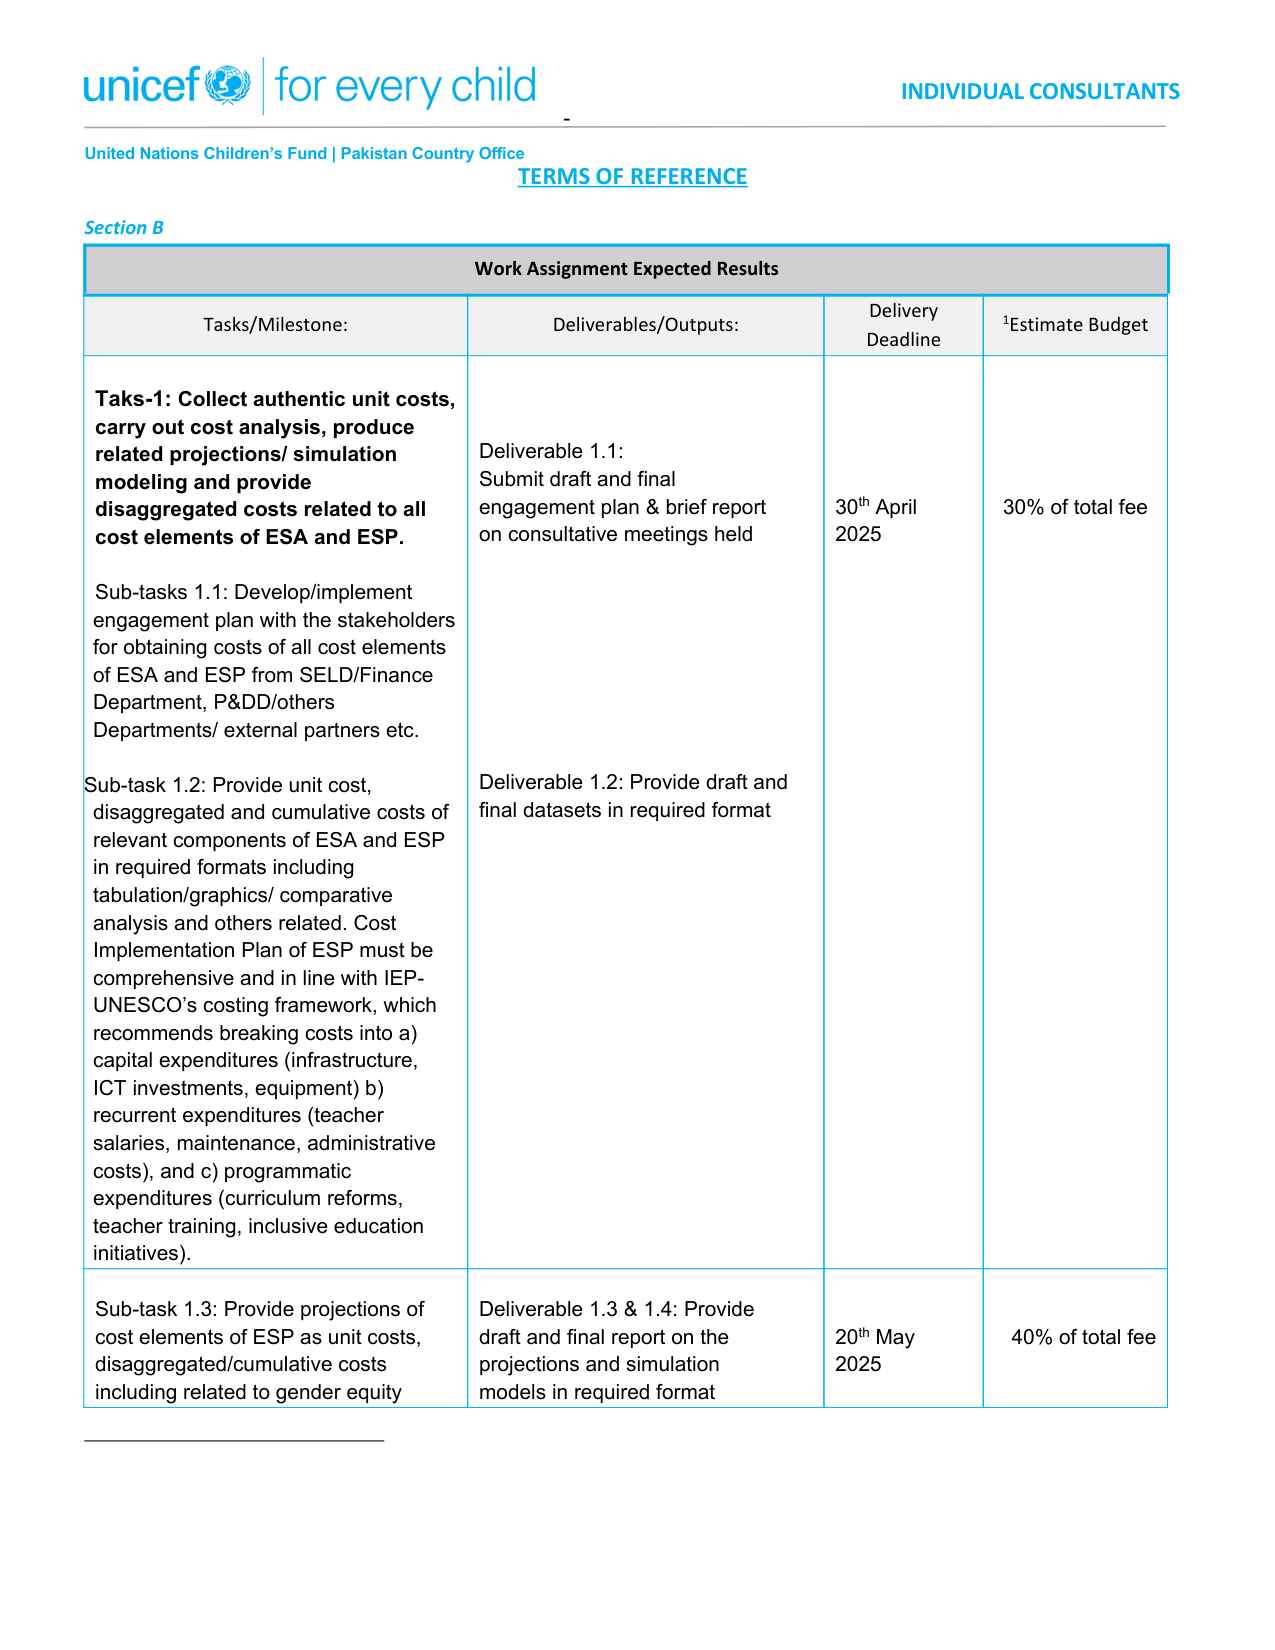 unicef for every child
INDIVIDUAL CONSULTANTS
-
United Nations Children’s Fund | Pakistan Country Office
TERMS OF REFERENCE
Section B
Work Assignment Expected Results
Tasks/Milestone:
Deliverables/Outputs:
Delivery
Deadline
1Estimate Budget
Taks-1: Collect authentic unit costs,
carry out cost analysis, produce
related projections/ simulation
modeling and provide
disaggregated costs related to all
cost elements of ESA and ESP.
Sub-tasks 1.1: Develop/implement
engagement plan with the stakeholders
for obtaining costs of all cost elements
of ESA and ESP from SELD/Finance
Department, P&DD/others
Departments/ external partners etc.
Sub-task 1.2: Provide unit cost,
disaggregated and cumulative costs of
relevant components of ESA and ESP
in required formats including
tabulation/graphics/ comparative
analysis and others related. Cost
Implementation Plan of ESP must be
comprehensive and in line with IEP-
UNESCO’s costing framework, which
recommends breaking costs into a)
capital expenditures (infrastructure,
ICT investments, equipment) b)
recurrent expenditures (teacher
salaries, maintenance, administrative
costs), and c) programmatic
expenditures (curriculum reforms,
teacher training, inclusive education
initiatives).
Deliverable 1.1:
Submit draft and final
engagement plan & brief report
on consultative meetings held
Deliverable 1.2: Provide draft and
final datasets in required format
30th April
2025
30% of total fee
Sub-task 1.3: Provide projections of
cost elements of ESP as unit costs,
disaggregated/cumulative costs
including related to gender equity
Deliverable 1.3 & 1.4: Provide
draft and final report on the
projections and simulation
models in required format
20th May
2025
40% of total fee